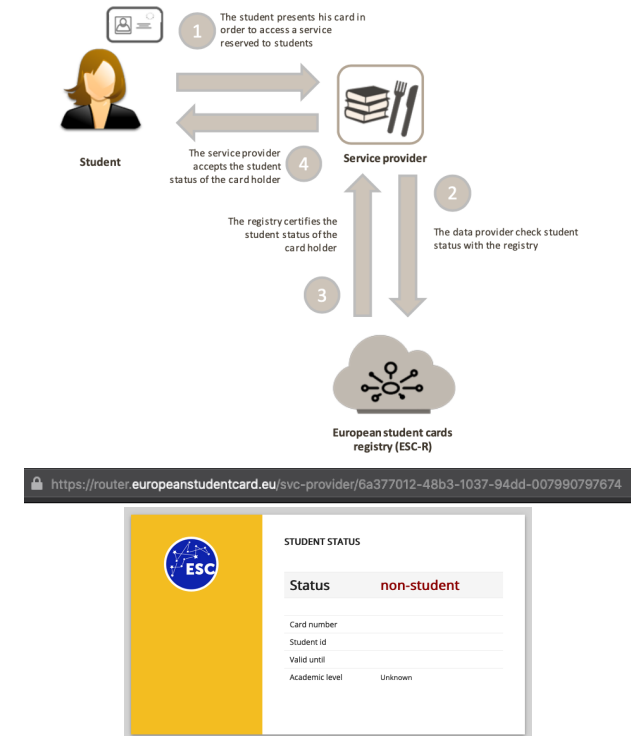 1
The student presents his card in
order to access a service
reserved to students
Student
The service provider
accepts the student
status of the card holder
4
Service provider
2
The data provider check student
status with the registry
The registry certifies the
student status of the
card holder
3
European student cards
registry (ESC-R)
https://router.europeanstudentcard.eu/svc-provider/6a377012-48b3-1037-94dd-007990797674
ESC
STUDENT STATUS
Status non-student
Card number
Student id
Valid until
Academic level Unknown